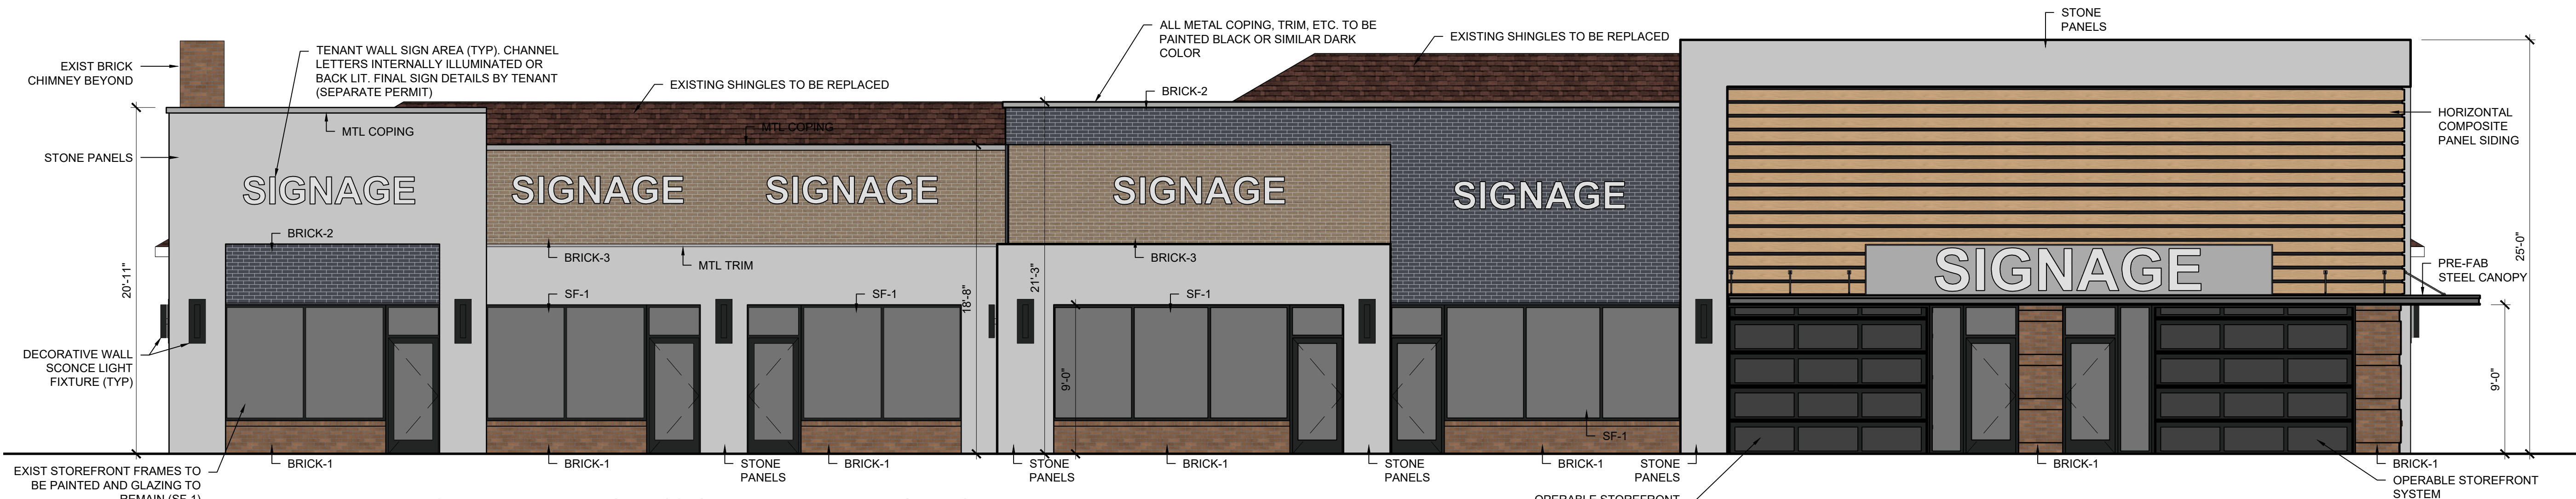 EXIST BRICK
CHIMNEY BEYOND
TENANT WALL SIGN AREA (TYP). CHANNEL
LETTERS INTERNALLY ILLUMINATED OR
BACK LIT. FINAL SIGN DETAILS BY TENANT
(SEPARATE PERMIT)
EXISTING SHINGLES TO BE REPLACED
ALL METAL COPING, TRIM, ETC. TO BE
PAINTED BLACK OR SIMILAR DARK
COLOR
EXISTING SHINGLES TO BE REPLACED
STONE
PANELS
BRICK-2
MTL COPING
MTL COPING
STONE PANELS
HORIZONTAL
COMPOSITE
PANEL SIDING
SIGNAGE
SIGNAGE
SIGNAGE
SIGNAGE
SIGNAGE
SIGNAGE
BRICK-2
BRICK-3
MTL TRIM
BRICK-3
PRE-FAB
STEEL CANOPY
20'-11"
18'-8"
21'-3"
9'-0"
25'-0"
9'-0"
SF-1
SF-1
SF-1
SF-1
DECORATIVE WALL
SCONCE LIGHT
FIXTURE (TYP)
EXIST STOREFRONT FRAMES TO
BE PAINTED AND GLAZING TO
REMAIN (SF-1)
BRICK-1
BRICK-1
STONE
PANELS
BRICK-1
STONE
PANELS
BRICK-1
STONE
PANELS
BRICK-1
STONE
PANELS
OPERABLE STOREFRONT
BRICK-1
BRICK-1
OPERABLE STOREFRONT
SYSTEM